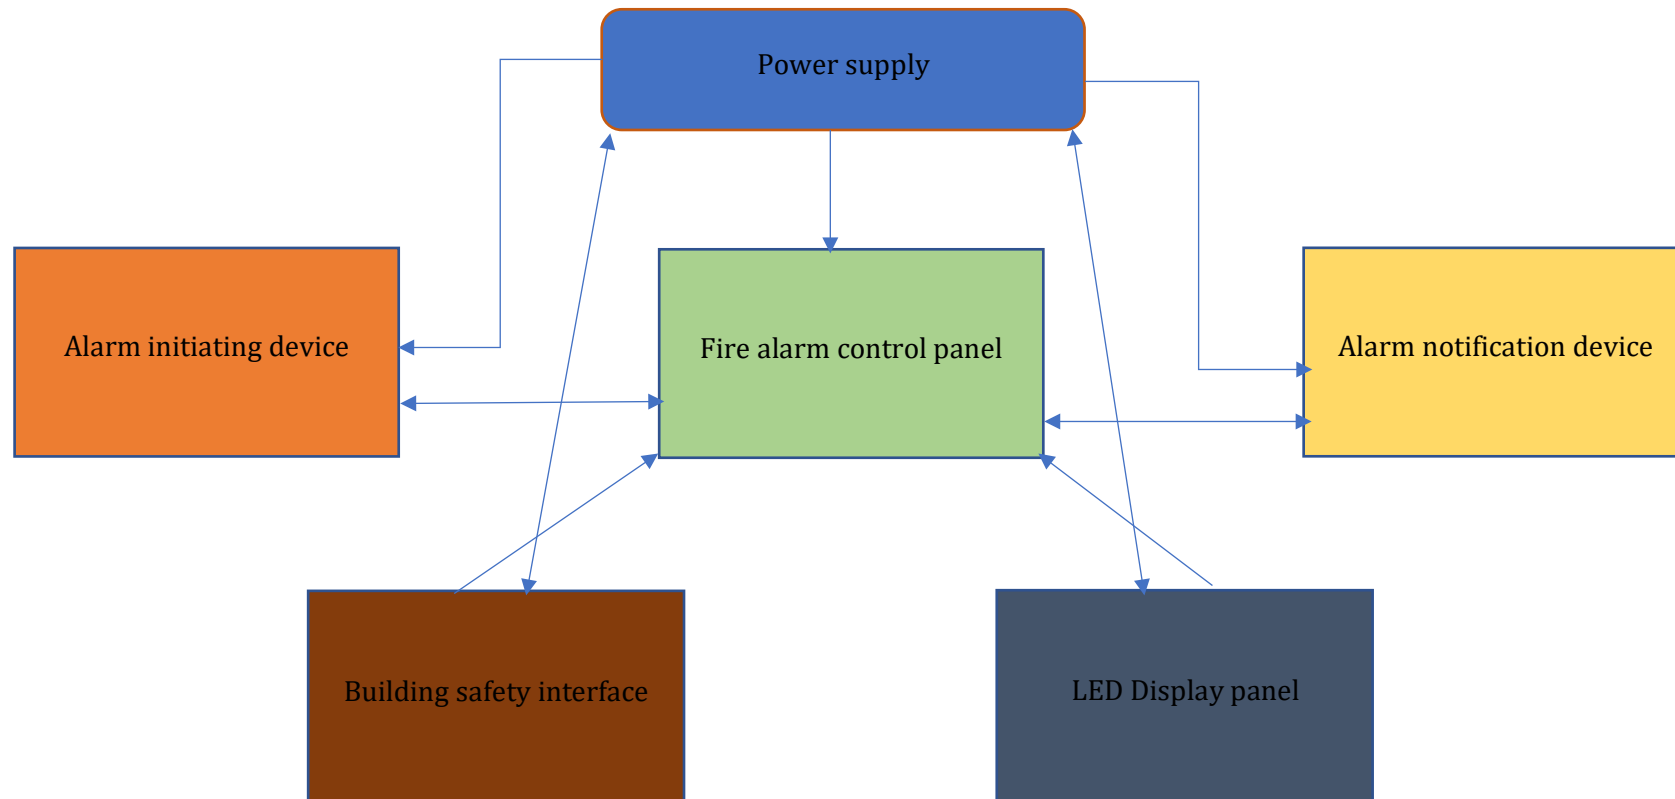 Power supply
Alarm initiating device
Fire alarm control panel
Alarm notification device
Building safety interface
LED Display panel